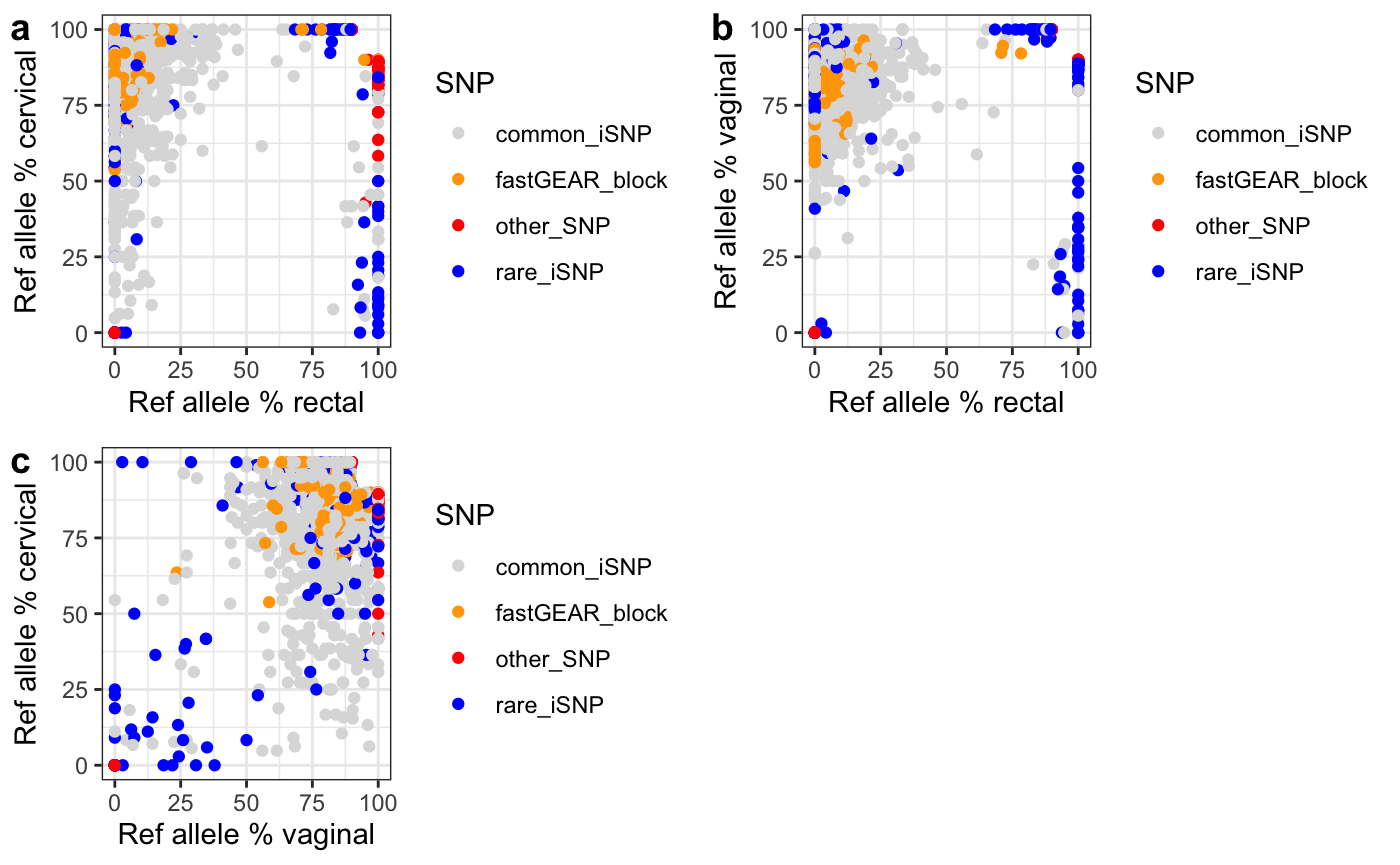 a
Ref allele % cervical
100
75
50
25
0
0 25 50 75 100
Ref allele % rectal
SNP
common_iSNP
fastGEAR_block
other_SNP
rare_iSNP
b
Ref allele % vaginal
100
75
50
25
0
0 25 50 75 100
Ref allele % rectal
SNP
common_iSNP
fastGEAR_block
other_SNP
rare_iSNP
c
Ref allele % cervical
100
75
50
25
0
0 25 50 75 100
Ref allele % vaginal
SNP
common_iSNP
fastGEAR_block
other_SNP
rare_iSNP